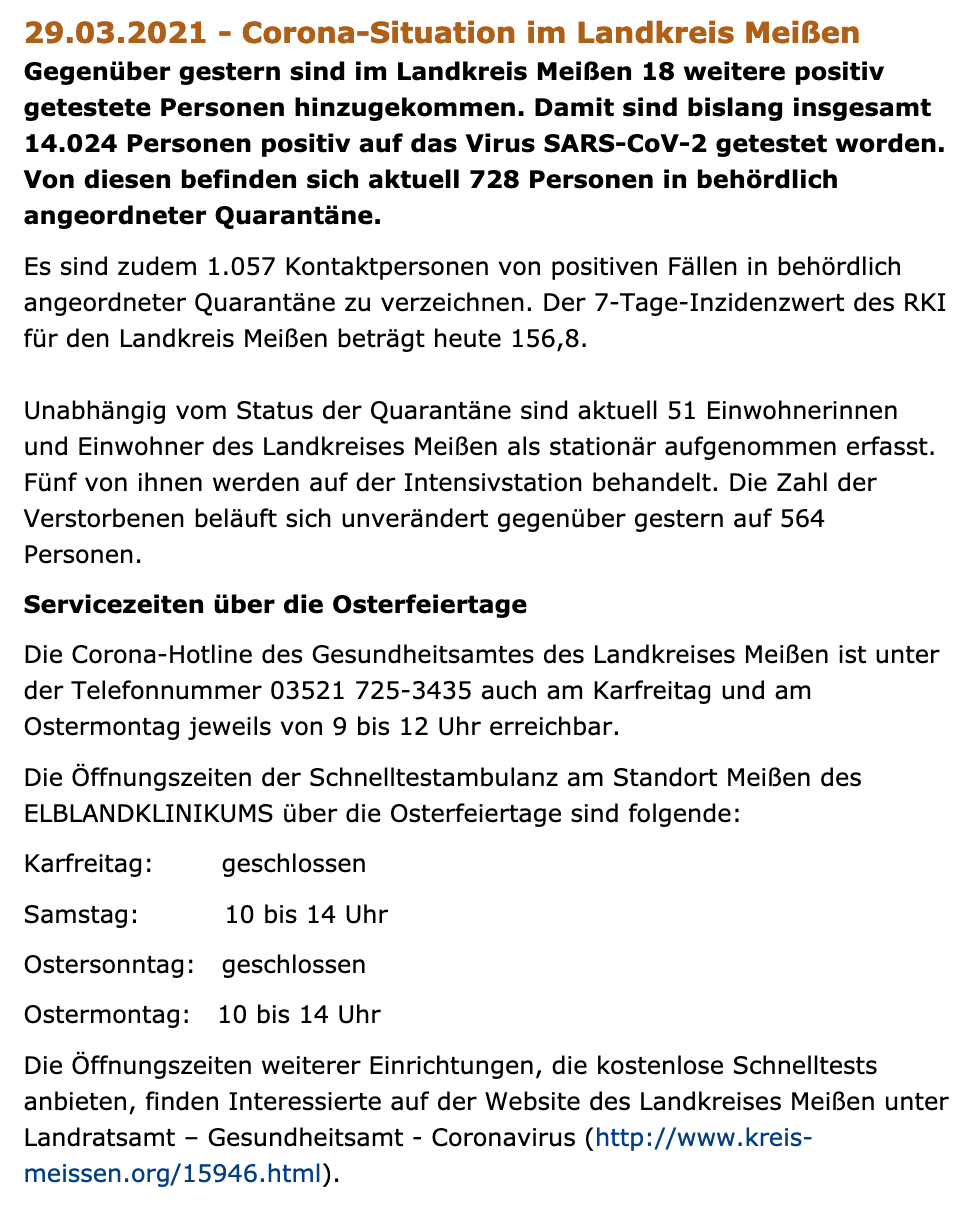 29.03.2021 - Corona-Situation im Landkreis Meißen
Gegenüber gestern sind im Landkreis Meißen 18 weitere positiv
getestete Personen hinzugekommen. Damit sind bislang insgesamt
14.024 Personen positiv auf das Virus SARS-CoV-2 getestet worden.
Von diesen befinden sich aktuell 728 Personen in behördlich
angeordneter Quarantäne.
Es sind zudem 1.057 Kontaktpersonen von positiven Fällen in behördlich
angeordneter Quarantäne zu verzeichnen. Der 7-Tage-Inzidenzwert des RKI
für den Landkreis Meißen beträgt heute 156,8.
Unabhängig vom Status der Quarantäne sind aktuell 51 Einwohnerinnen
und Einwohner des Landkreises Meißen als stationär aufgenommen erfasst.
Fünf von ihnen werden auf der Intensivstation behandelt. Die Zahl der
Verstorbenen beläuft sich unverändert gegenüber gestern auf 564
Personen.
Servicezeiten über die Osterfeiertage
Die Corona-Hotline des Gesundheitsamtes des Landkreises Meißen ist unter
der Telefonnummer 03521 725-3435 auch am Karfreitag und am
Ostermontag jeweils von 9 bis 12 Uhr erreichbar.
Die Öffnungszeiten der Schnelltestambulanz am Standort Meißen des
ELBLANDKLINIKUMS über die Osterfeiertage sind folgende:
Karfreitag: geschlossen
Samstag: 10 bis 14 Uhr
Ostersonntag: geschlossen
Ostermontag: 10 bis 14 Uhr
Die Öffnungszeiten weiterer Einrichtungen, die kostenlose Schnelltests
anbieten, finden Interessierte auf der Website des Landkreises Meißen unter
Landratsamt – Gesundheitsamt - Coronavirus (http://www.kreis-
meissen.org/15946.html).